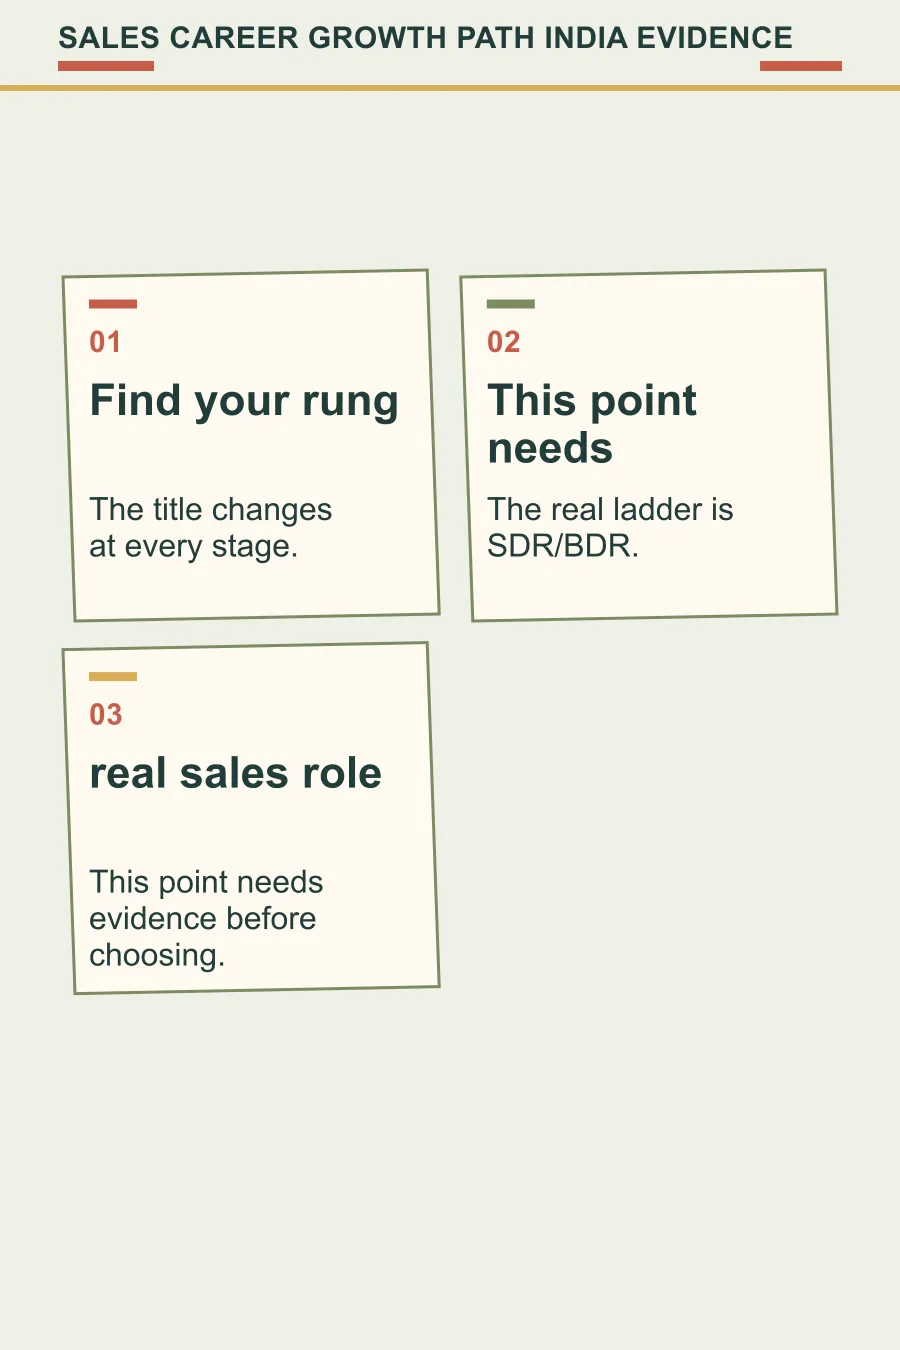 SALES CAREER GROWTH PATH INDIA EVIDENCE
01
Find your rung
The title changes
at every stage.
02
This point
needs
The real ladder is
SDR/BDR.
03
real sales role
This point needs
evidence before
choosing.